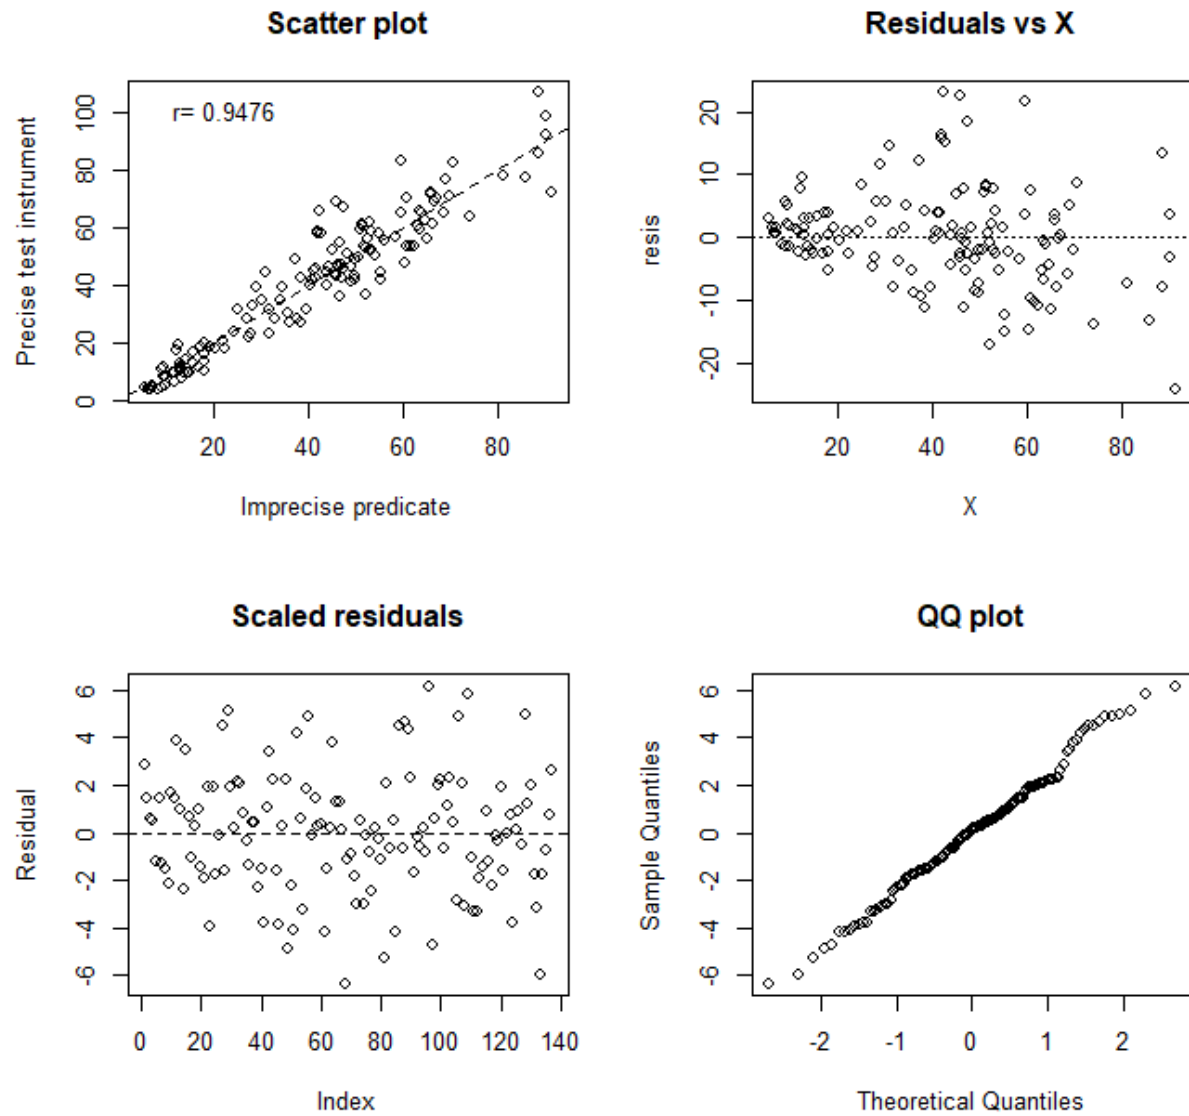 Scatter plot
r= 0.9476
Precise test instrument
0 20 40 60 80 100
20 40 60 80
Imprecise predicate
Residuals vs X
resis
-20 -10 0 10 20
20 40 60 80
X
Scaled residuals
Residual
-6 -4 -2 0 2 4 6
0 20 40 60 80 100 120 140
Index
QQ plot
Sample Quantiles
-6 -4 -2 0 2 4 6
-2 -1 0 1 2
Theoretical Quantiles